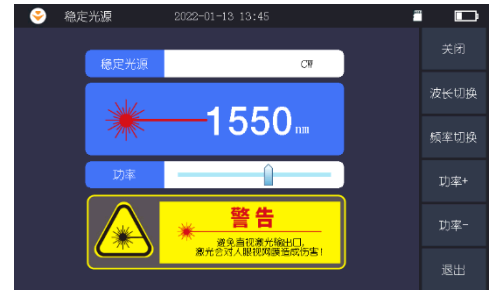 稳定光源 2022-01-13 13:45
稳定光源 CW
1550nm
功率
警告
避免直视激光输出口,
激光会对人眼视网膜造成伤害!
关闭
波长切换
频率切换
功率+
功率-
退出